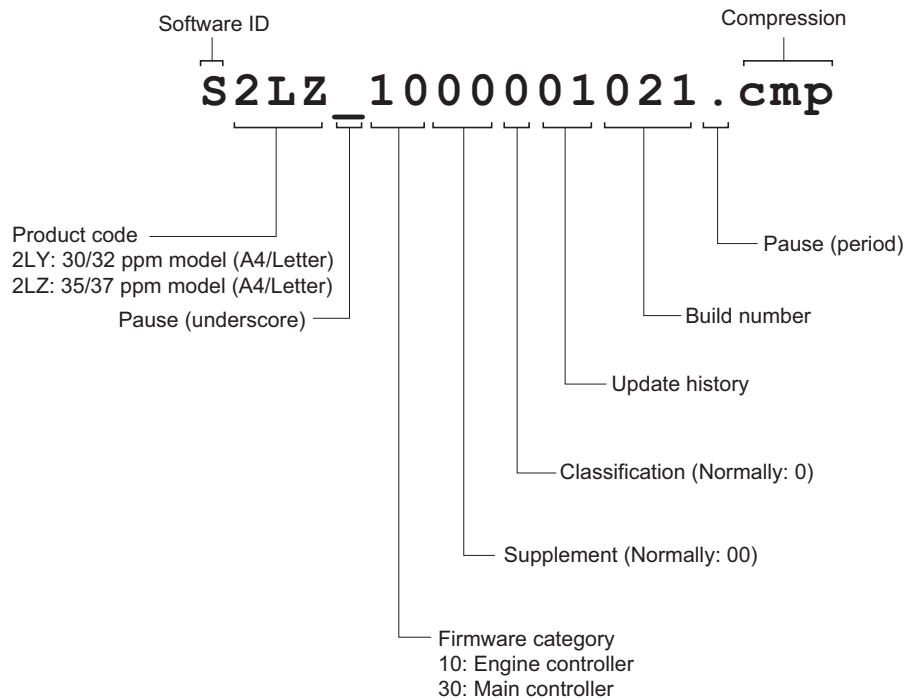 Software ID
Compression
S2LZ_1000001021.cmp
Product code
2LY: 30/32 ppm model (A4/Letter)
2LZ: 35/37 ppm model (A4/Letter)
Pause (period)
Pause (underscore)
Build number
Update history
Classification (Normally: 0)
Supplement (Normally: 00)
Firmware category
10: Engine controller
30: Main controller